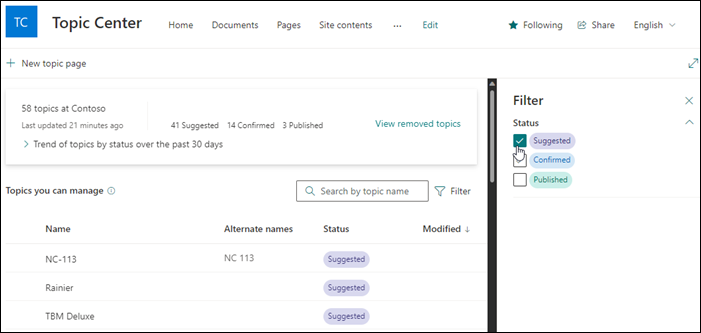 TC Topic Center Home Documents Pages Site contents ... Edit Following Share English
+ New topic page
58 topics at Contoso
Last updated 21 minutes ago 41 Suggested 14 Confirmed 3 Published View removed topics
Trend of topics by status over the past 30 days
Topics you can manage Search by topic name Filter
Name Alternate names Status Modified ↓
NC-113 NC 113 Suggested
Rainier Suggested
TBM Deluxe Suggested
Filter
Status
Suggested
Confirmed
Published